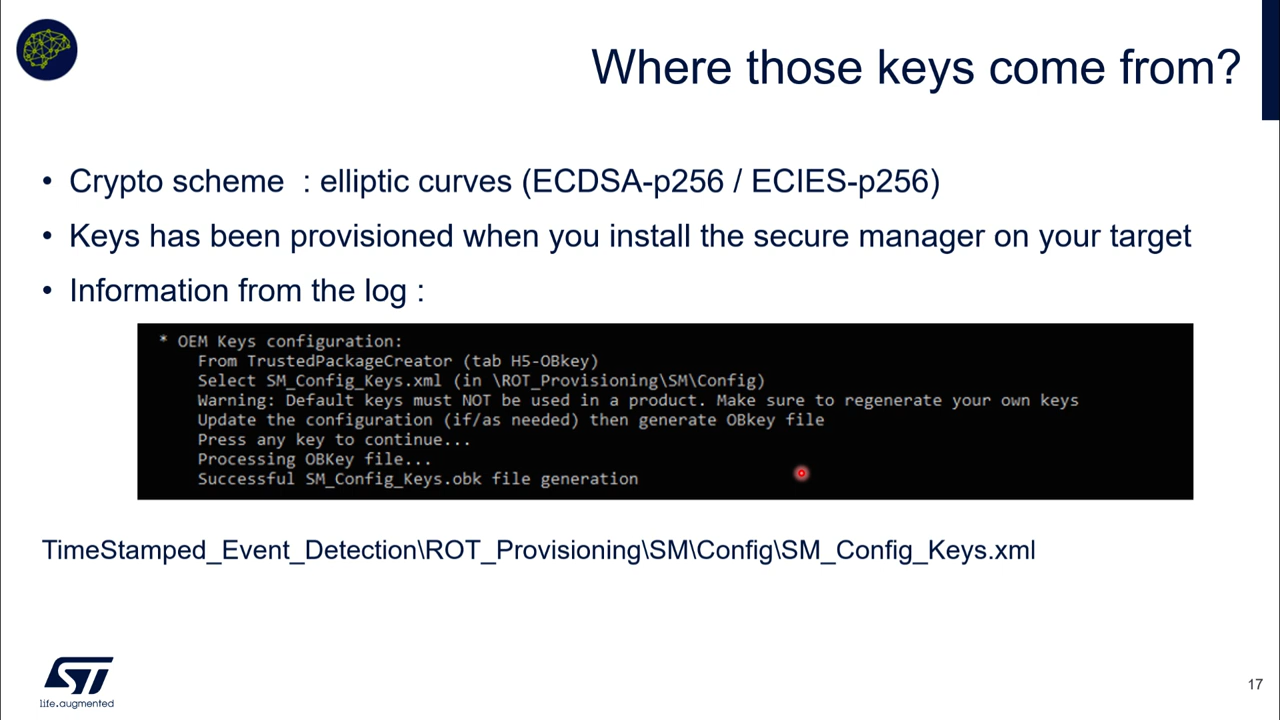 Where those keys come from?
• Crypto scheme : elliptic curves (ECDSA-p256 / ECIES-p256)
• Keys has been provisioned when you install the secure manager on your target
• Information from the log :
* OEM Keys configuration:
From TrustedPackageCreator (tab H5-OBkey)
Select SM_Config_Keys.xml (in \ROT_Provisioning\SM\Config)
Warning: Default keys must NOT be used in a product. Make sure to regenerate your own keys
Update the configuration (if/as needed) then generate OBkey file
Press any key to continue...
Processing OBKey file...
Successful SM_Config_Keys.obk file generation
TimeStamped_Event_Detection\ROT_Provisioning\SM\Config\SM_Config_Keys.xml
ST
life.augmented
17